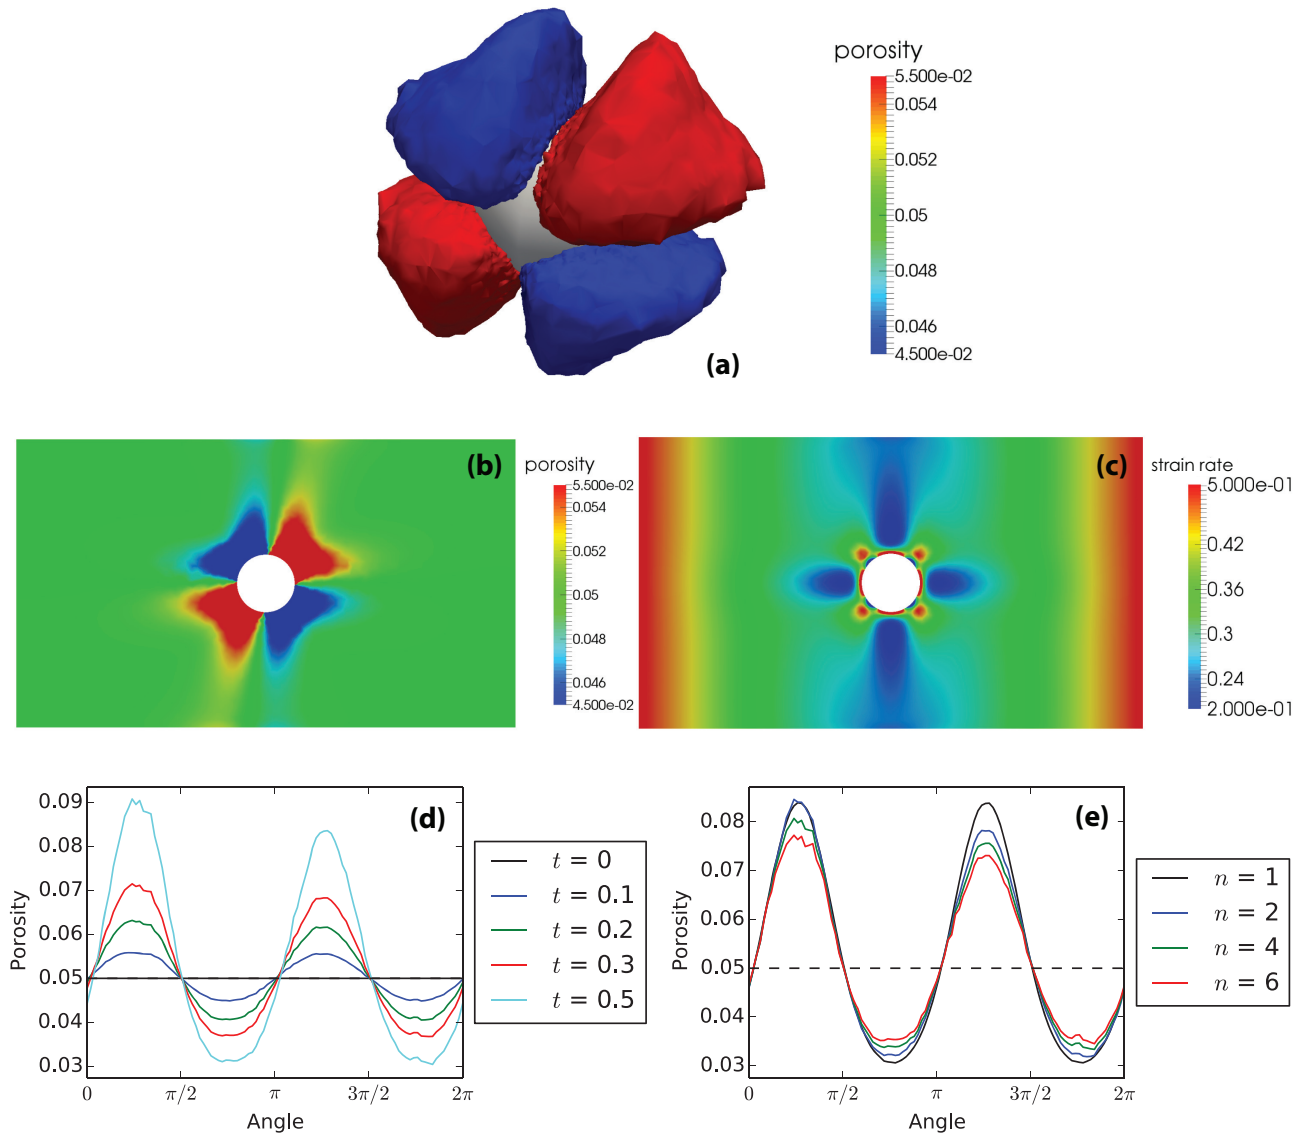 porosity
5.500e-02
0.054
0.052
0.05
0.048
0.046
4.500e-02
(a)
(b)
porosity
5.500e-02
0.054
0.052
0.05
0.048
0.046
4.500e-02
(c)
strain rate
5.000e-01
0.42
0.36
0.3
0.24
2.000e-01
(d)
0.09
0.08
0.07
0.06
0.05
0.04
0.03
Porosity
0
π/2
π
3π/2
2π
Angle
t = 0
t = 0.1
t = 0.2
t = 0.3
t = 0.5
(e)
0.08
0.07
0.06
0.05
0.04
0.03
Porosity
0
π/2
π
3π/2
2π
Angle
n = 1
n = 2
n = 4
n = 6